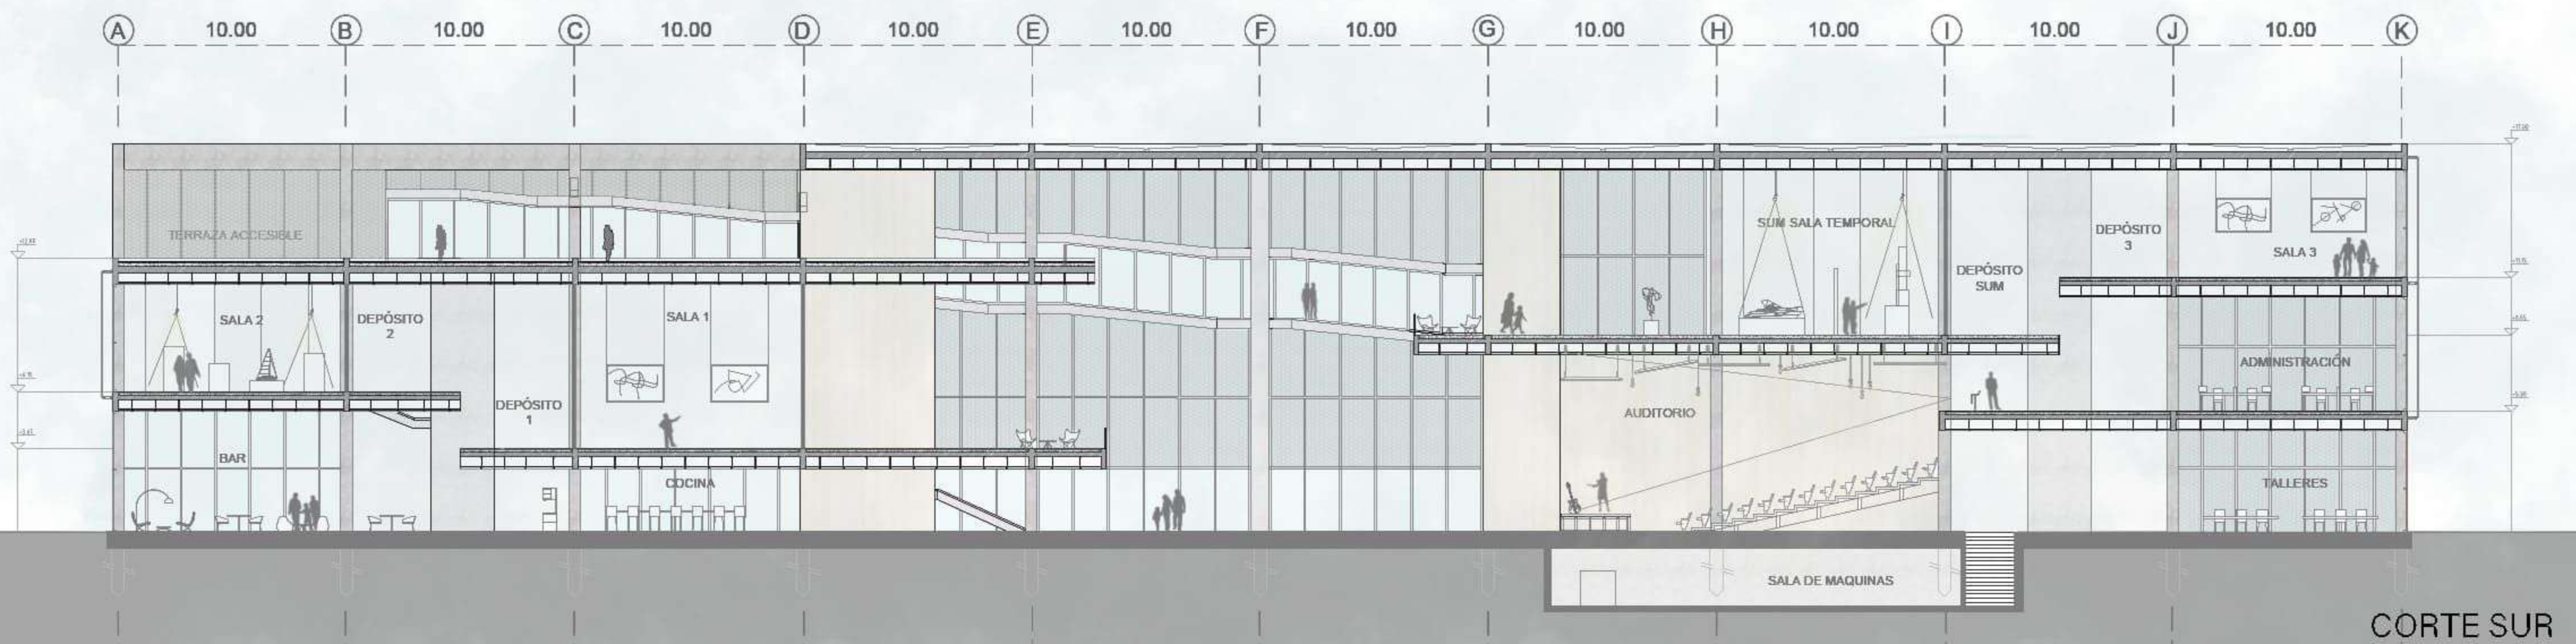 A 10.00 B 10.00 C 10.00 D 10.00 E 10.00 F 10.00 G 10.00 H 10.00 I 10.00 J 10.00 K
TERRAZA ACCESIBLE
SUM SALA TEMPORAL
DEPÓSITO
3
SALA 3
DEPÓSITO
SUM
SALA 2
DEPÓSITO
2
SALA 1
ADMINISTRACIÓN
DEPÓSITO
1
AUDITORIO
BAR
COCINA
TALLERES
SALA DE MAQUINAS
CORTE SUR